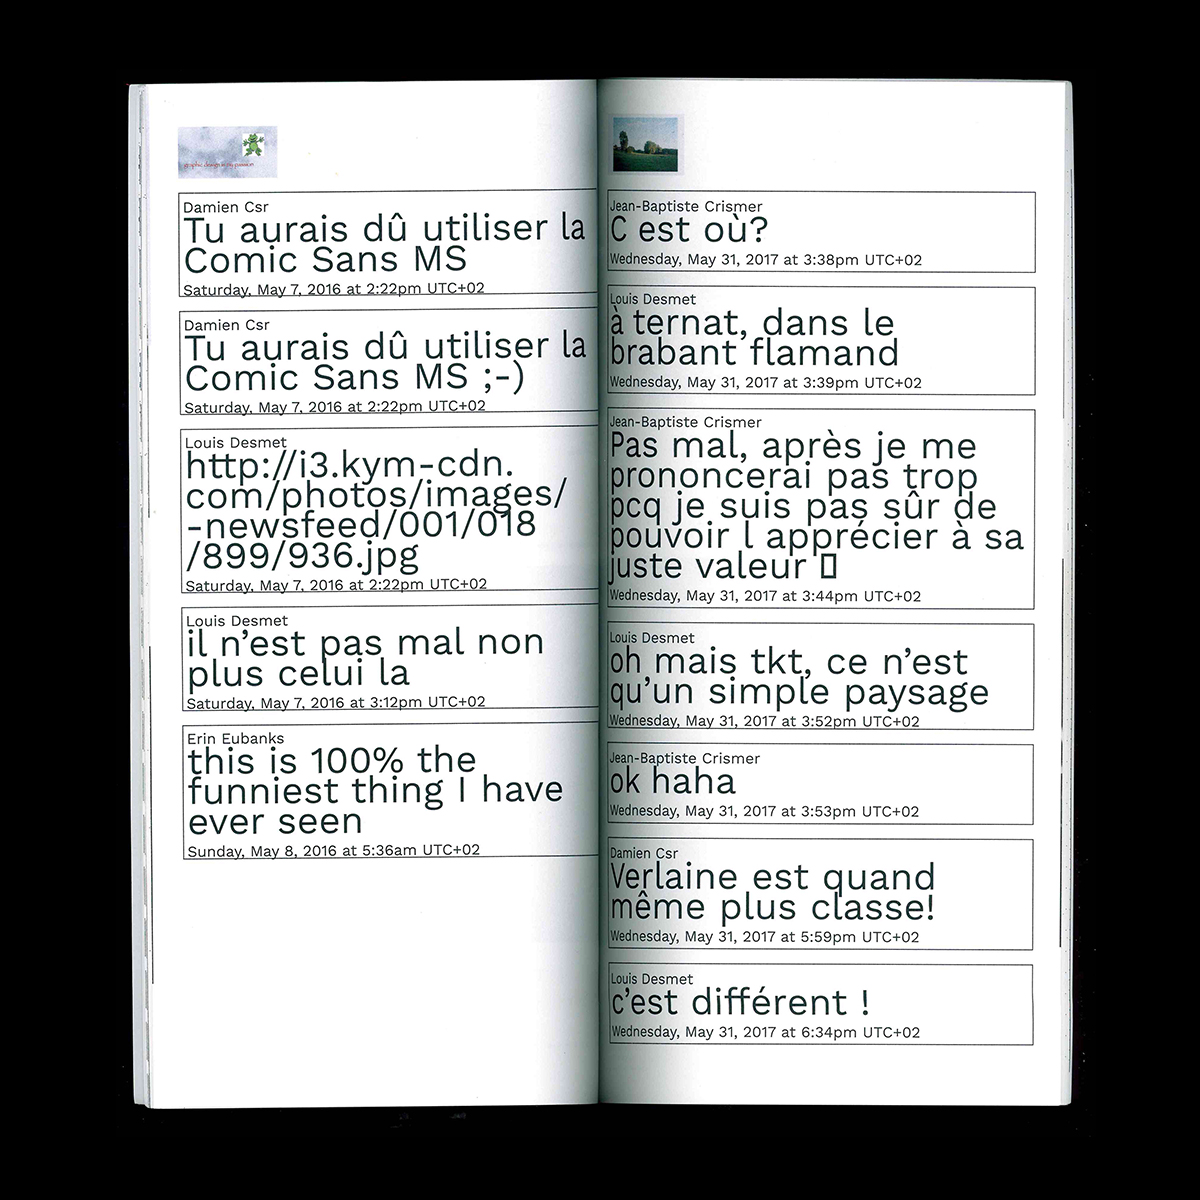 graphic design is my passion
Damien Csr
Tu aurais dû utiliser la
Comic Sans MS
Saturday, May 7, 2016 at 2:22pm UTC+02
Damien Csr
Tu aurais dû utiliser la
Comic Sans MS ;-)
Saturday, May 7, 2016 at 2:22pm UTC+02
Louis Desmet
http://i3.kym-cdn.
com/photos/images/
-newsfeed/001/018
/899/936.jpg
Saturday, May 7, 2016 at 2:22pm UTC+02
Louis Desmet
il n’est pas mal non
plus celui la
Saturday, May 7, 2016 at 3:12pm UTC+02
Erin Eubanks
this is 100% the
funniest thing I have
ever seen
Sunday, May 8, 2016 at 5:36am UTC+02
Jean-Baptiste Crismer
C est où?
Wednesday, May 31, 2017 at 3:38pm UTC+02
Louis Desmet
à ternat, dans le
brabant flamand
Wednesday, May 31, 2017 at 3:39pm UTC+02
Jean-Baptiste Crismer
Pas mal, après je me
prononcerai pas trop
pcq je suis pas sûr de
pouvoir l apprécier à sa
juste valeur ▯
Wednesday, May 31, 2017 at 3:44pm UTC+02
Louis Desmet
oh mais tkt, ce n’est
qu’un simple paysage
Wednesday, May 31, 2017 at 3:52pm UTC+02
Jean-Baptiste Crismer
ok haha
Wednesday, May 31, 2017 at 3:53pm UTC+02
Damien Csr
Verlaine est quand
même plus classe!
Wednesday, May 31, 2017 at 5:59pm UTC+02
Louis Desmet
c’est différent !
Wednesday, May 31, 2017 at 6:34pm UTC+02